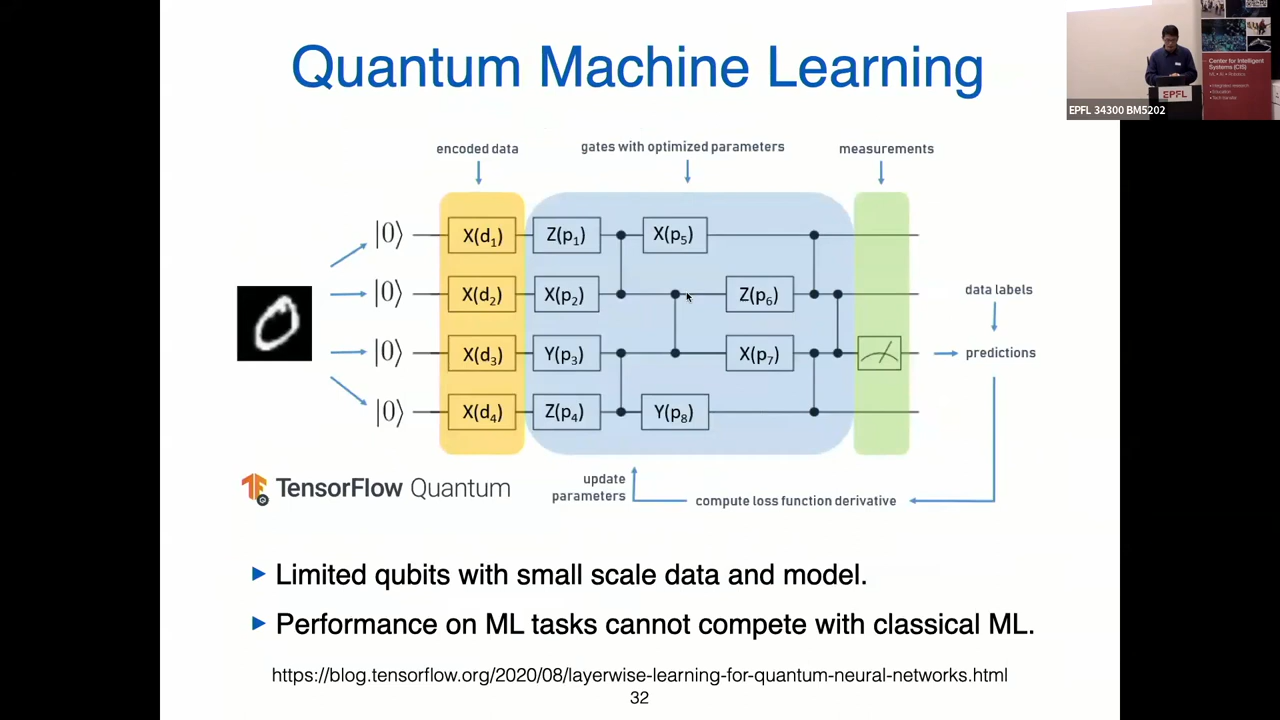 Quantum Machine Learning
Center for Intelligent
Systems (CIS)
EPFL
EPFL 34300 BM5202
encoded data
gates with optimized parameters
measurements
|0⟩ X(d₁) Z(p₁) X(p₅)
|0⟩ X(d₂) X(p₂) Z(p₆)
|0⟩ X(d₃) Y(p₃) X(p₇)
|0⟩ X(d₄) Z(p₄) Y(p₈)
data labels
predictions
TensorFlow Quantum
update
parameters
compute loss function derivative
Limited qubits with small scale data and model.
Performance on ML tasks cannot compete with classical ML.
https://blog.tensorflow.org/2020/08/layerwise-learning-for-quantum-neural-networks.html
32